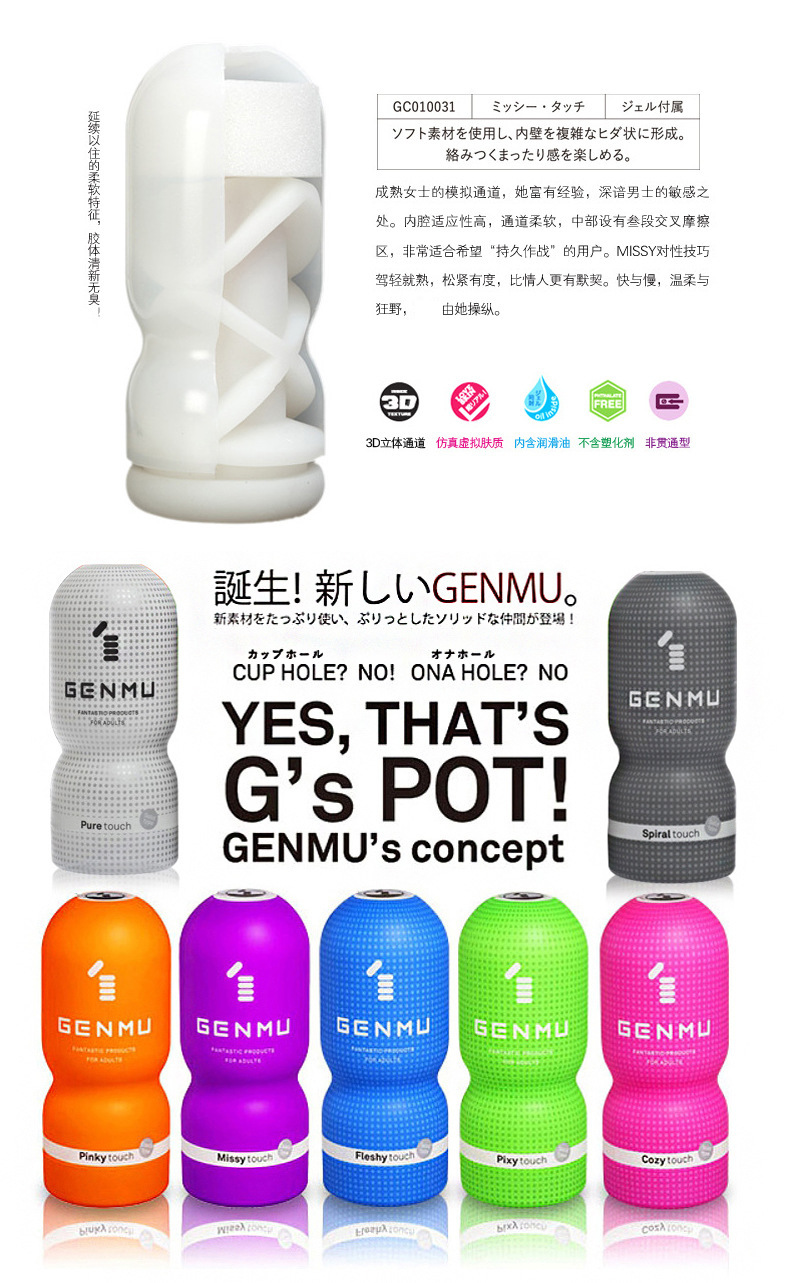 延续以住的柔软特征，胶体清新无臭！
GC010031 ミッシー・タッチ ジェル付属
ソフト素材を使用し、内壁を複雑なヒダ状に形成。
絡みつくまったり感を楽しめる。
成熟女士的模拟通道，她富有经验，深谙男士的敏感之
处。内腔适应性高，通道柔软，中部设有叁段交叉摩擦
区，非常适合希望“持久作战”的用户。MISSY对性技巧
驾轻就熟，松紧有度，比情人更有默契。快与慢，温柔与
狂野， 由她操纵。
INSIDE
3D
TEXTURE
oil inside
PHTHALATE
FREE
3D立体通道 仿真虚拟肤质 内含润滑油 不含塑化剂 非贯通型
誕生! 新しいGENMU。
新素材をたっぷり使い、ぷりっとしたソリッドな仲間が登場！
カップホール オナホール
CUP HOLE? NO! ONA HOLE? NO
YES, THAT'S
G's POT!
GENMU's concept
GENMU
FANTASTIC PRODUCTS
FOR ADULTS
Pure touch
GENMU
FANTASTIC PRODUCTS
FOR ADULTS
Spiral touch
GENMU
FANTASTIC PRODUCTS
FOR ADULTS
Pinky touch
GENMU
FANTASTIC PRODUCTS
FOR ADULTS
Missy touch
GENMU
FANTASTIC PRODUCTS
FOR ADULTS
Fleshy touch
GENMU
FANTASTIC PRODUCTS
FOR ADULTS
Pixy touch
GENMU
FANTASTIC PRODUCTS
FOR ADULTS
Cozy touch